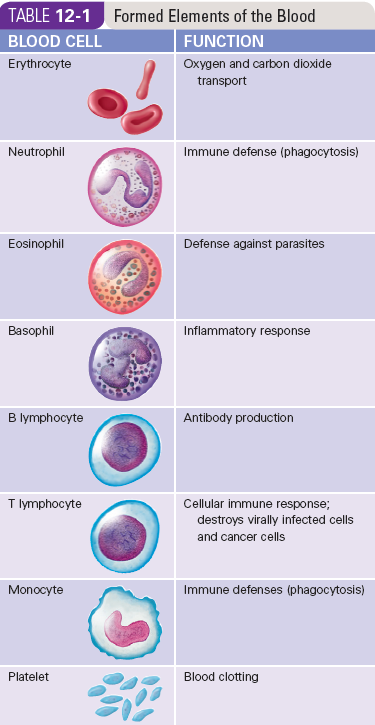 TABLE 12-1 Formed Elements of the Blood
BLOOD CELL FUNCTION
Erythrocyte Oxygen and carbon dioxide
transport
Neutrophil Immune defense (phagocytosis)
Eosinophil Defense against parasites
Basophil Inflammatory response
B lymphocyte Antibody production
T lymphocyte Cellular immune response;
destroys virally infected cells
and cancer cells
Monocyte Immune defenses (phagocytosis)
Platelet Blood clotting